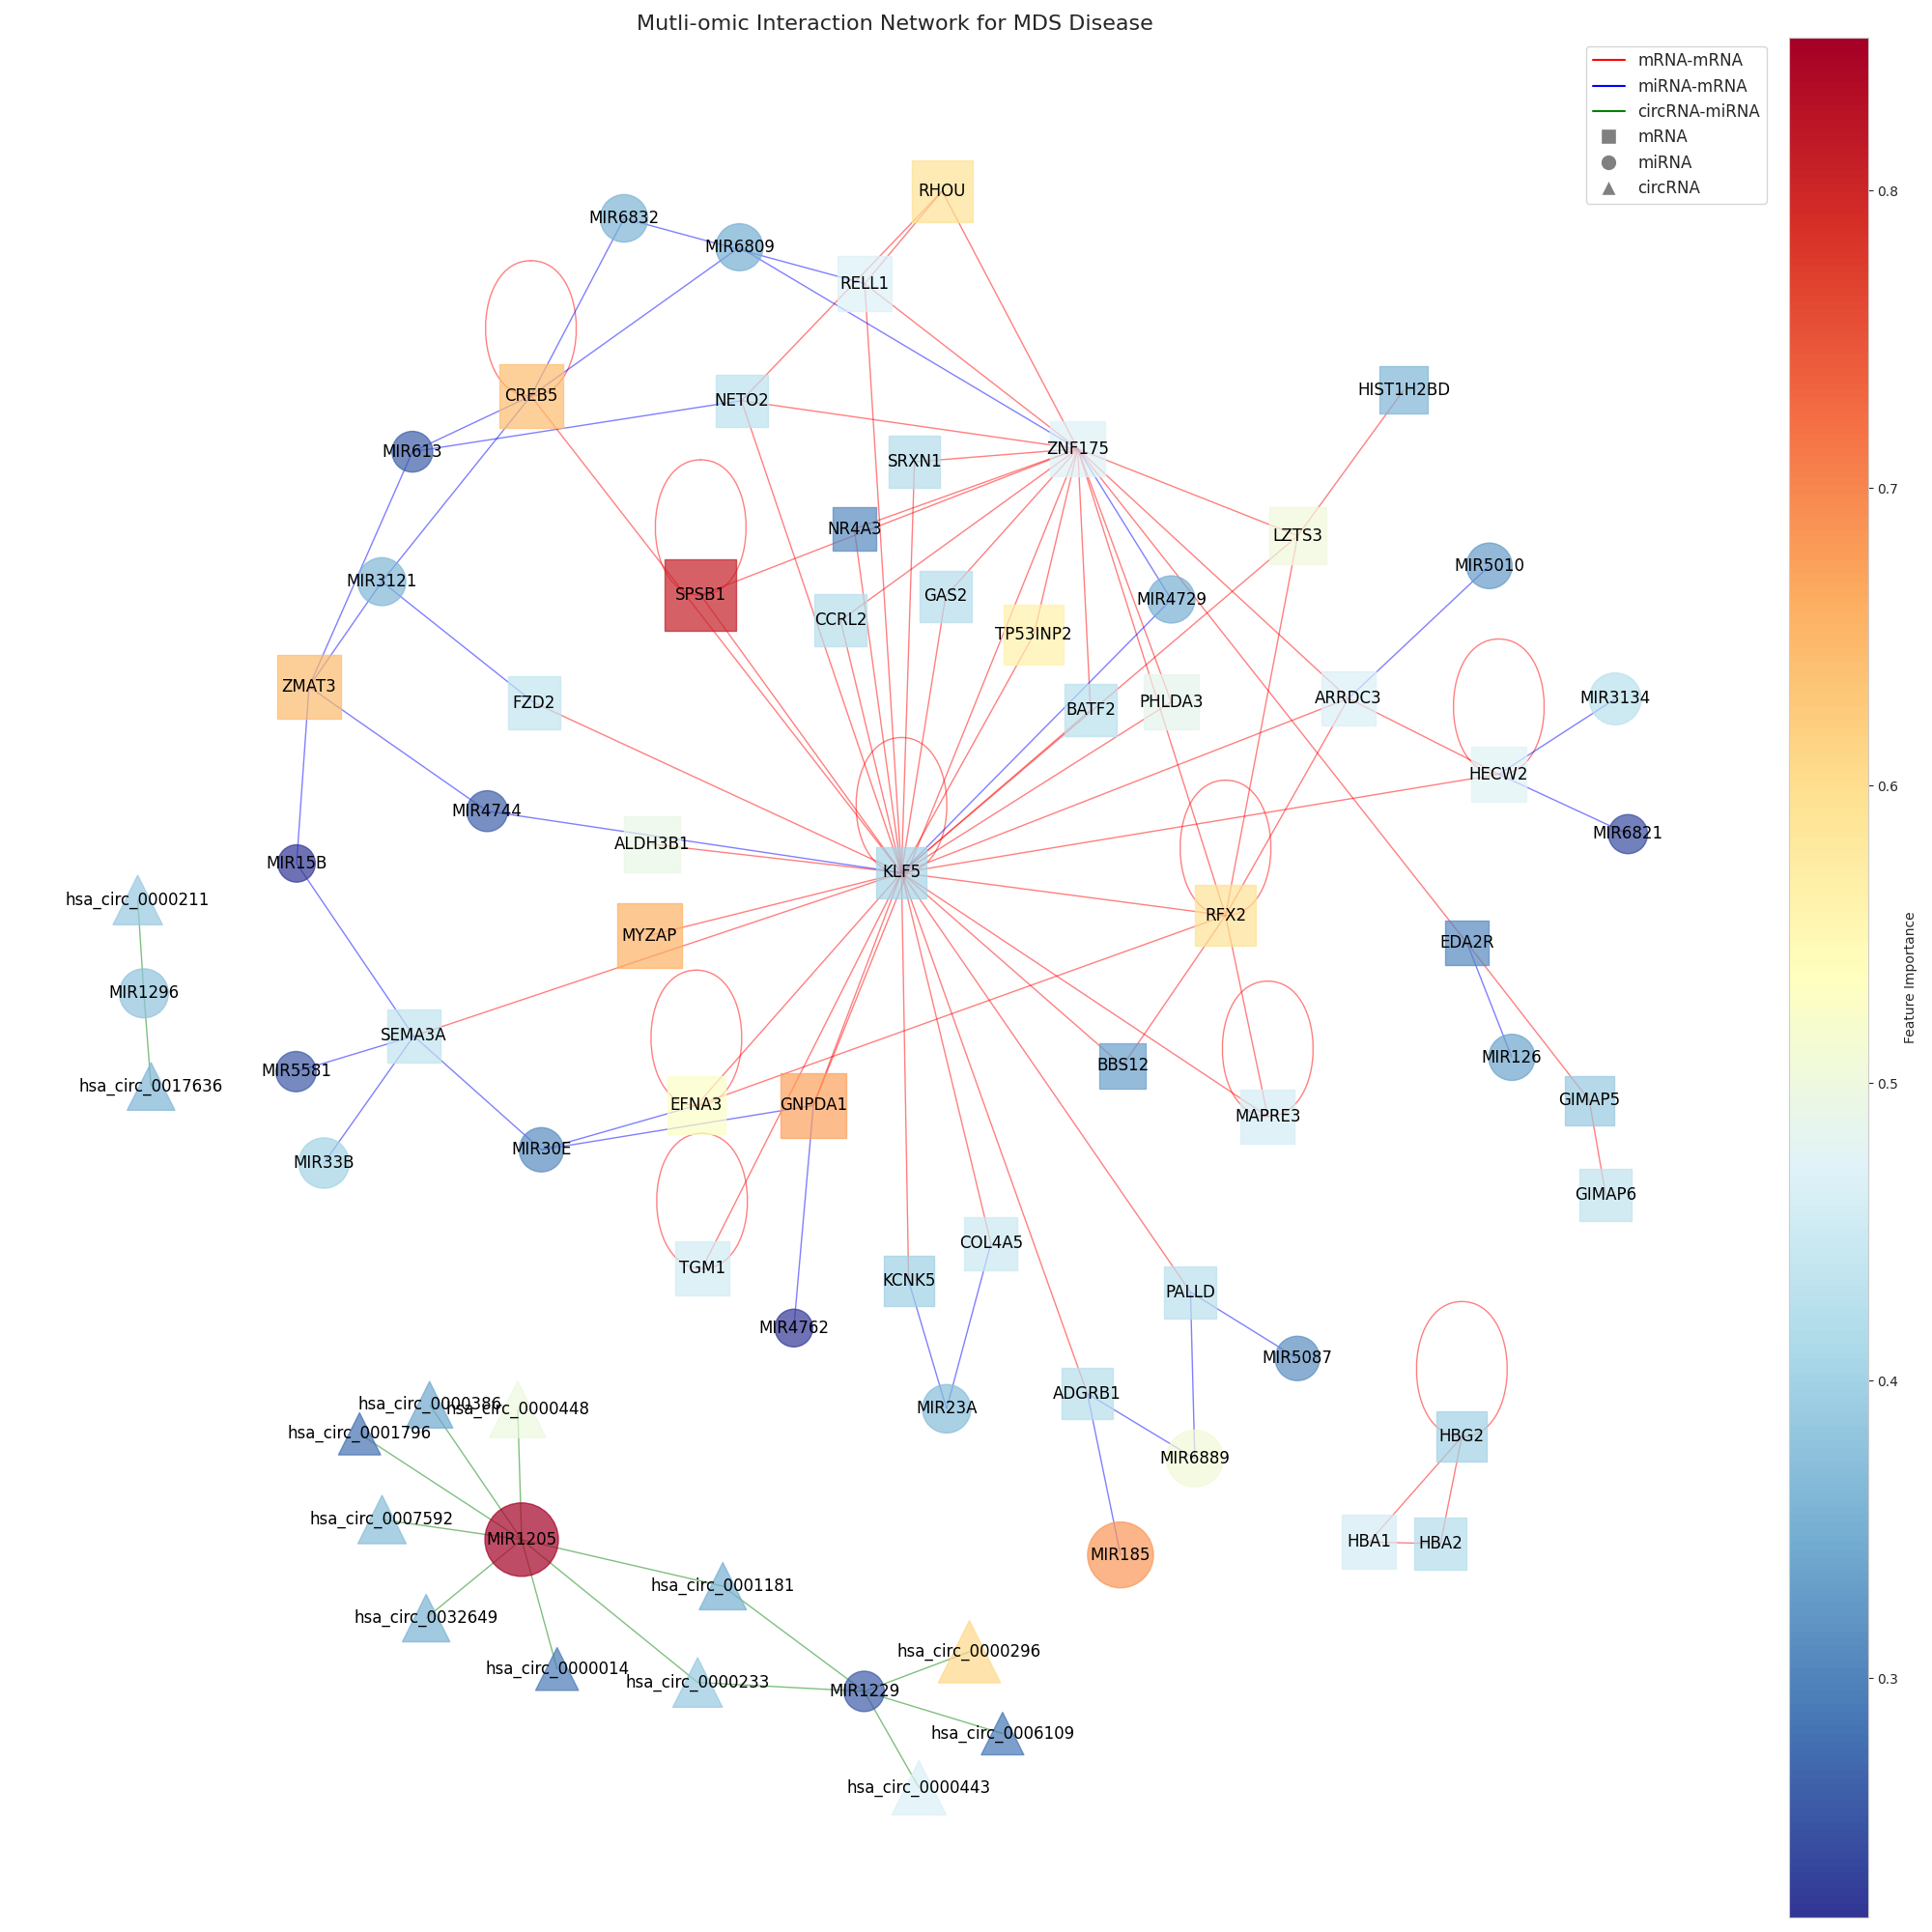 Mutli-omic Interaction Network for MDS Disease
mRNA-mRNA
miRNA-mRNA
circRNA-miRNA
mRNA
miRNA
circRNA
0.8
0.7
0.6
0.5
0.4
0.3
Feature Importance
RHOU
MIR6832
MIR6809
RELL1
HIST1H2BD
CREB5
NETO2
ZNF175
MIR613
SRXN1
NR4A3
LZTS3
MIR5010
MIR3121
SPSB1
GAS2
MIR4729
CCRL2
TP53INP2
ZMAT3
FZD2
BATF2
PHLDA3
ARRDC3
MIR3134
HECW2
MIR4744
MIR6821
ALDH3B1
MIR15B
KLF5
hsa_circ_0000211
RFX2
MYZAP
EDA2R
MIR1296
SEMA3A
MIR126
MIR5581
BBS12
hsa_circ_0017636
EFNA3
GNPDA1
GIMAP5
MAPRE3
MIR30E
MIR33B
GIMAP6
COL4A5
TGM1
KCNK5
PALLD
MIR4762
MIR5087
ADGRB1
hsa_circ_0000386
hsa_circ_0000448
MIR23A
hsa_circ_0001796
HBG2
MIR6889
hsa_circ_0007592
MIR1205
HBA1
HBA2
MIR185
hsa_circ_0001181
hsa_circ_0032649
hsa_circ_0000296
hsa_circ_0000014
hsa_circ_0000233
MIR1229
hsa_circ_0006109
hsa_circ_0000443